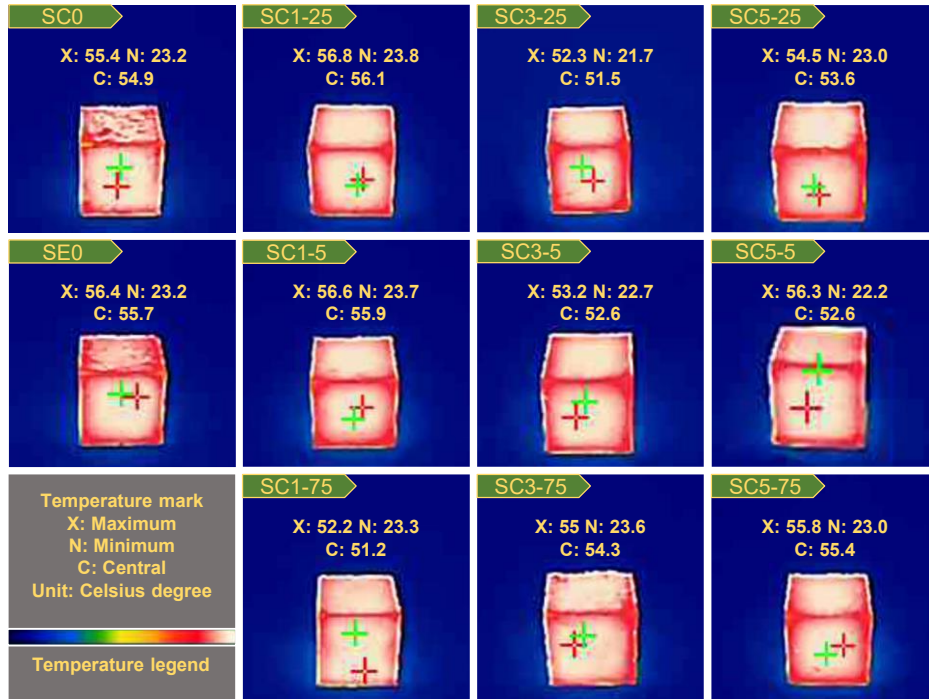 SC0
X: 55.4 N: 23.2
C: 54.9
SC1-25
X: 56.8 N: 23.8
C: 56.1
SC3-25
X: 52.3 N: 21.7
C: 51.5
SC5-25
X: 54.5 N: 23.0
C: 53.6
SE0
X: 56.4 N: 23.2
C: 55.7
SC1-5
X: 56.6 N: 23.7
C: 55.9
SC3-5
X: 53.2 N: 22.7
C: 52.6
SC5-5
X: 56.3 N: 22.2
C: 52.6
Temperature mark
X: Maximum
N: Minimum
C: Central
Unit: Celsius degree
Temperature legend
SC1-75
X: 52.2 N: 23.3
C: 51.2
SC3-75
X: 55 N: 23.6
C: 54.3
SC5-75
X: 55.8 N: 23.0
C: 55.4